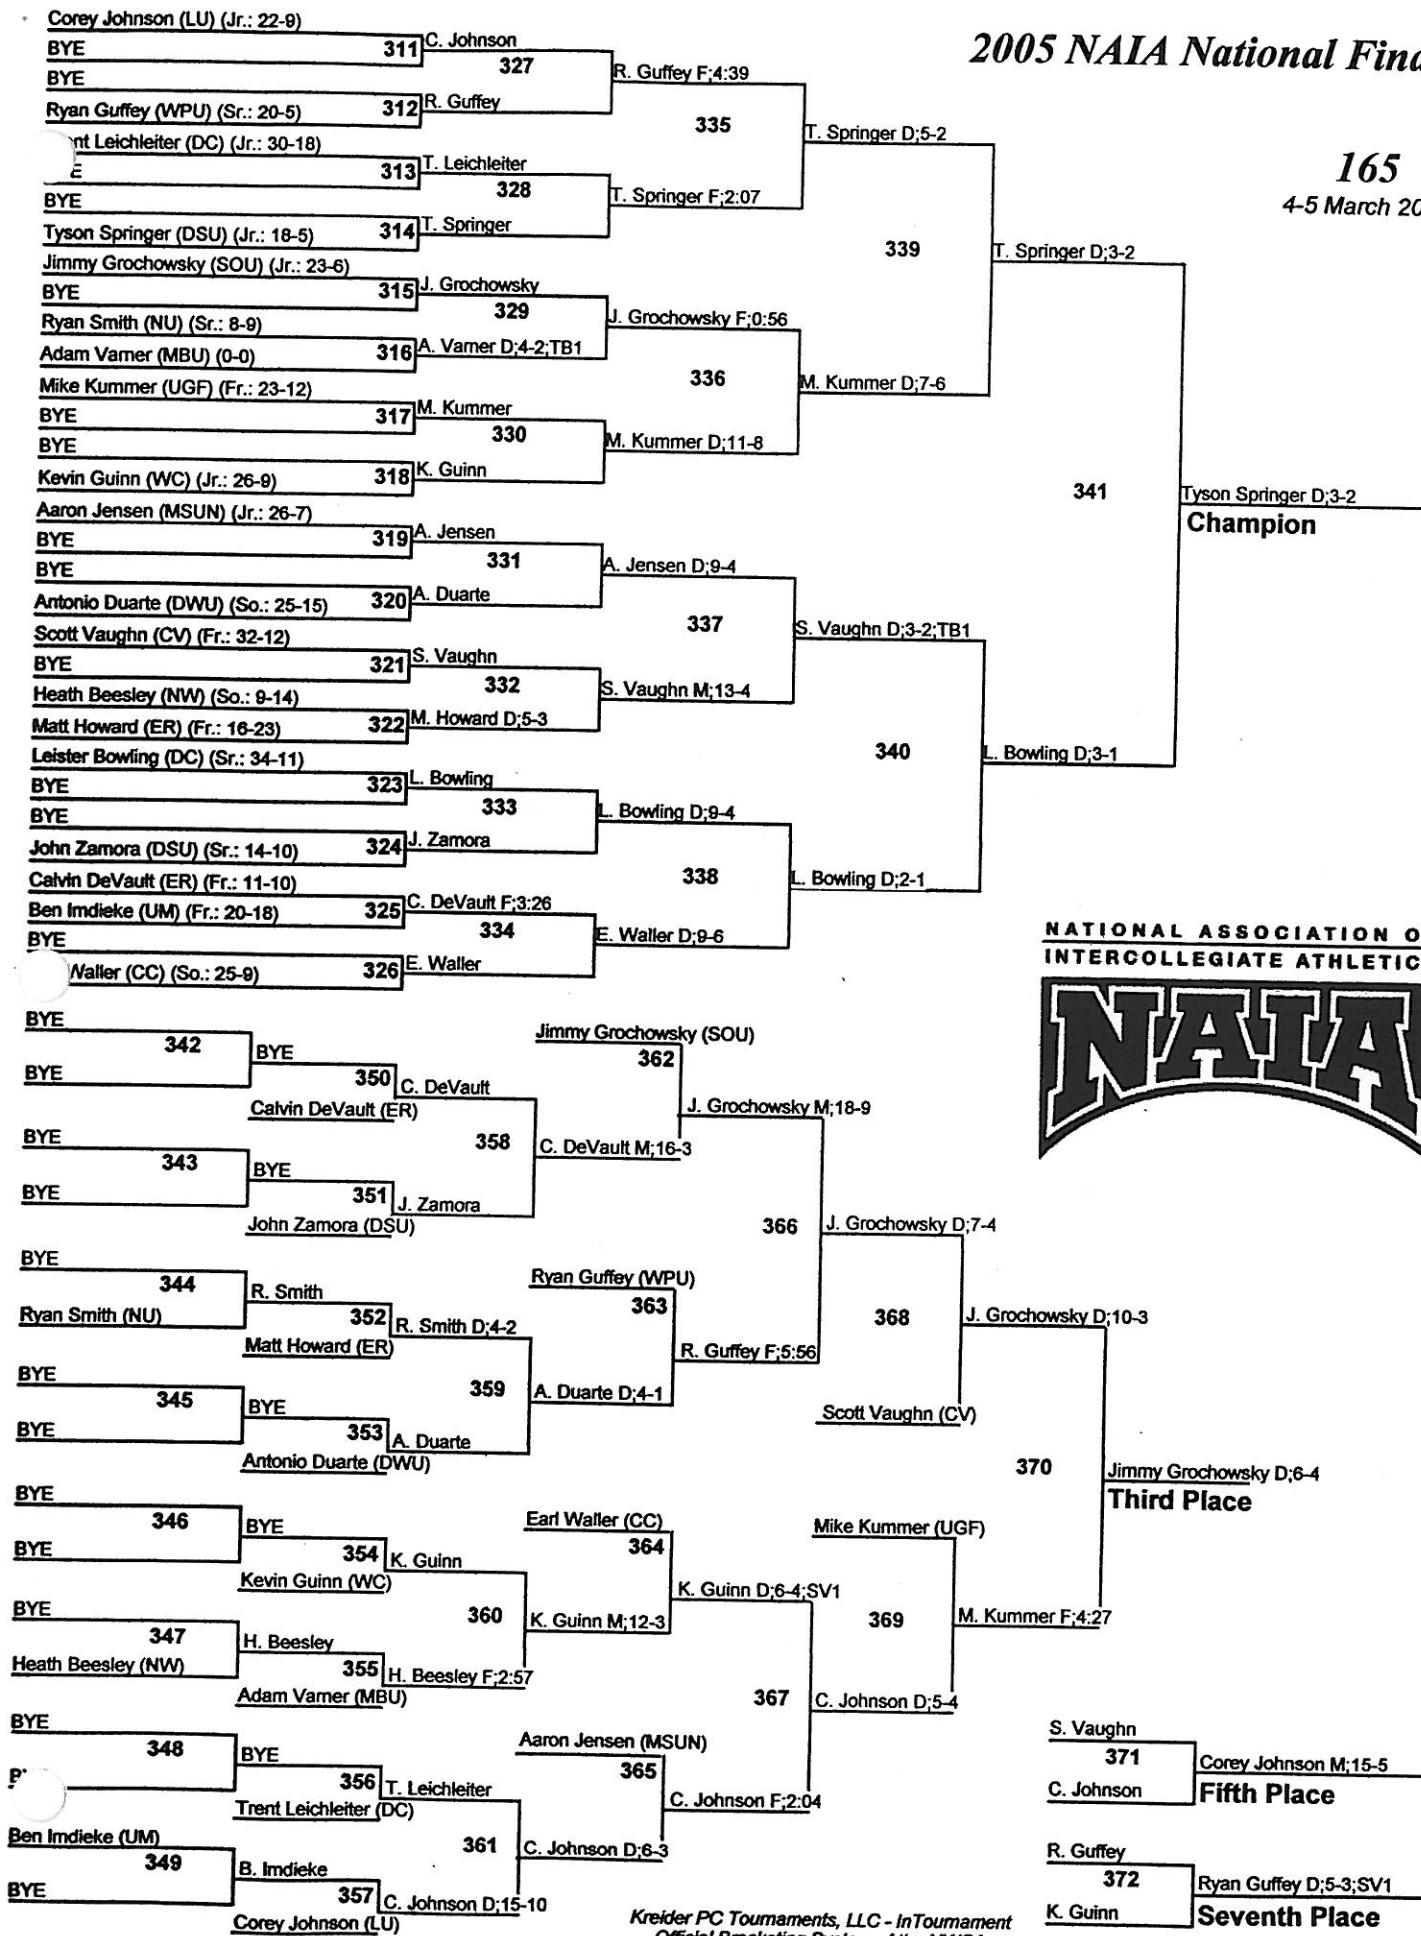 2005 NAIA National
165
4-5 March
Corey Johnson (LU) (Jr.: 22-9)
BYE
311
C. Johnson
327
BYE
Ryan Guffey (WPU) (Sr.: 20-5)
312
R. Guffey
R. Guffey F;4:39
335
Leichleiter (DC) (Jr.: 30-18)
313
T. Leichleiter
328
BYE
Tyson Springer (DSU) (Jr.: 18-5)
314
T. Springer
T. Springer F;2:07
T. Springer D;5-2
339
Jimmy Grochowsky (SOU) (Jr.: 23-6)
BYE
315
J. Grochowsky
329
Ryan Smith (NU) (Sr.: 8-9)
Adam Varner (MBU) (0-0)
316
A. Varner D;4-2;TB1
J. Grochowsky F;0:56
336
Mike Kummer (UGF) (Fr.: 23-12)
BYE
317
M. Kummer
330
BYE
Kevin Guinn (WC) (Jr.: 26-9)
318
K. Guinn
M. Kummer D;11-8
M. Kummer D;7-6
T. Springer D;3-2
341
Tyson Springer D;3-2
Champion
Aaron Jensen (MSUN) (Jr.: 26-7)
BYE
319
A. Jensen
331
BYE
Antonio Duarte (DWU) (So.: 25-15)
320
A. Duarte
A. Jensen D;9-4
337
Scott Vaughn (CV) (Fr.: 32-12)
BYE
321
S. Vaughn
332
Heath Beesley (NW) (So.: 9-14)
Matt Howard (ER) (Fr.: 16-23)
322
M. Howard D;5-3
S. Vaughn M;13-4
S. Vaughn D;3-2;TB1
340
Leister Bowling (DC) (Sr.: 34-11)
BYE
323
L. Bowling
333
BYE
John Zamora (DSU) (Sr.: 14-10)
324
J. Zamora
L. Bowling D;9-4
338
Calvin DeVault (ER) (Fr.: 11-10)
Ben Imdieke (UM) (Fr.: 20-18)
325
C. DeVault F;3:26
334
BYE
Waller (CC) (So.: 25-9)
326
E. Waller
E. Waller D;9-6
L. Bowling D;2-1
L. Bowling D;3-1
NATIONAL ASSOCIATION
INTERCOLLEGIATE
NAIA
BYE
342
BYE
BYE
350
Calvin DeVault (ER)
C. DeVault
358
BYE
343
BYE
BYE
351
John Zamora (DSU)
J. Zamora
Jimmy Grochowsky (SOU)
362
C. DeVault M;16-3
J. Grochowsky M;18-9
366
BYE
344
Ryan Smith (NU)
R. Smith
352
Matt Howard (ER)
R. Smith D;4-2
359
BYE
345
BYE
BYE
353
Antonio Duarte (DWU)
A. Duarte
Ryan Guffey (WPU)
363
A. Duarte D;4-1
R. Guffey F;5:56
J. Grochowsky D;7-4
368
Scott Vaughn (CV)
J. Grochowsky D;10-3
370
Jimmy Grochowsky D;6-4
Third Place
BYE
346
BYE
BYE
354
Kevin Guinn (WC)
K. Guinn
360
BYE
347
Heath Beesley (NW)
H. Beesley
355
Adam Varner (MBU)
H. Beesley F;2:57
Earl Waller (CC)
364
K. Guinn M;12-3
K. Guinn D;6-4;SV1
367
Mike Kummer (UGF)
369
M. Kummer F;4:27
BYE
348
BYE
356
Trent Leichleiter (DC)
T. Leichleiter
361
Ben Imdieke (UM)
349
BYE
B. Imdieke
357
Corey Johnson (LU)
C. Johnson D;15-10
Aaron Jensen (MSUN)
365
C. Johnson D;6-3
C. Johnson F;2:04
C. Johnson D;5-4
S. Vaughn
371
C. Johnson
Corey Johnson M;15-5
Fifth Place
R. Guffey
372
K. Guinn
Ryan Guffey D;5-3;SV1
Seventh Place
Kreider PC Tournaments, LLC - InTournament